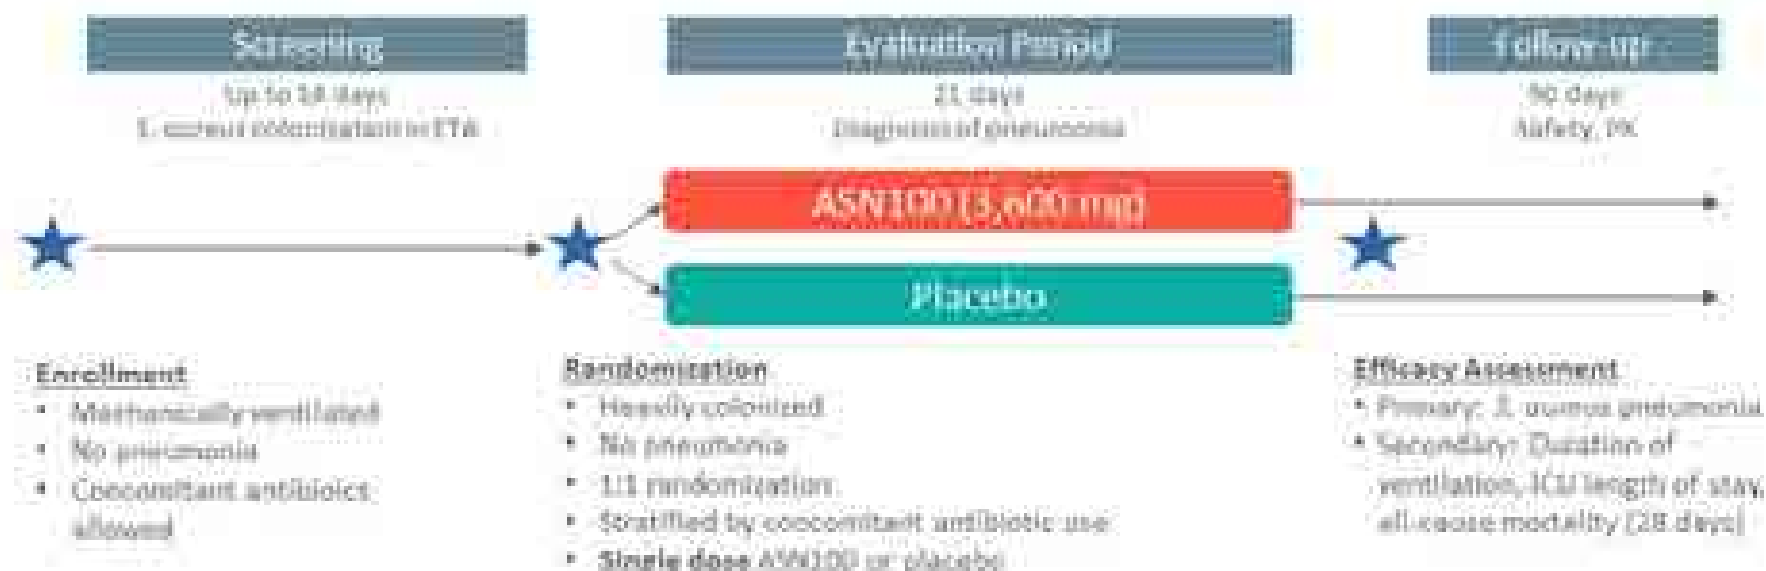 Screening
Evaluation Period
Follow-up
Up to 14 days
S. aureus colonisation in ETA
21 days
Diagnosis of pneumonia
90 days
Safety, PK
ASN100 (3,600 mg)
Placebo
Enrollment
• Mechanically ventilated
• No pneumonia
• Concomitant antibioics
allowed
Randomization
• Heavily colonized
• No pneumonia
• 1:1 randomization
• Stratified by concomitant antibiotic use
• Single dose ASN100 or placebo
Efficacy Assessment
• Primary: S. aureus pneumonia
• Secondary: Duration of
ventilation, ICU length of stay,
all-cause mortality (28 days)